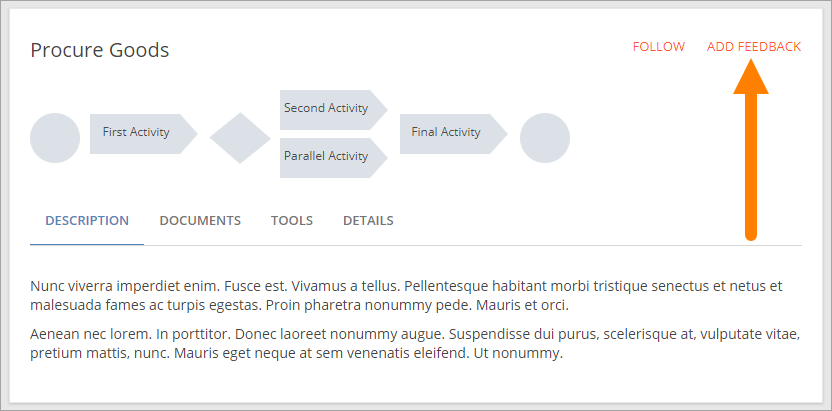 Procure Goods
FOLLOW ADD FEEDBACK
Second Activity
First Activity
Final Activity
Parallel Activity
DESCRIPTION DOCUMENTS TOOLS DETAILS
Nunc viverra imperdiet enim. Fusce est. Vivamus a tellus. Pellentesque habitant morbi tristique senectus et netus et
malesuada fames ac turpis egestas. Proin pharetra nonummy pede. Mauris et orci.
Aenean nec lorem. In porttitor. Donec laoreet nonummy augue. Suspendisse dui purus, scelerisque at, vulputate vitae,
pretium mattis, nunc. Mauris eget neque at sem venenatis eleifend. Ut nonummy.